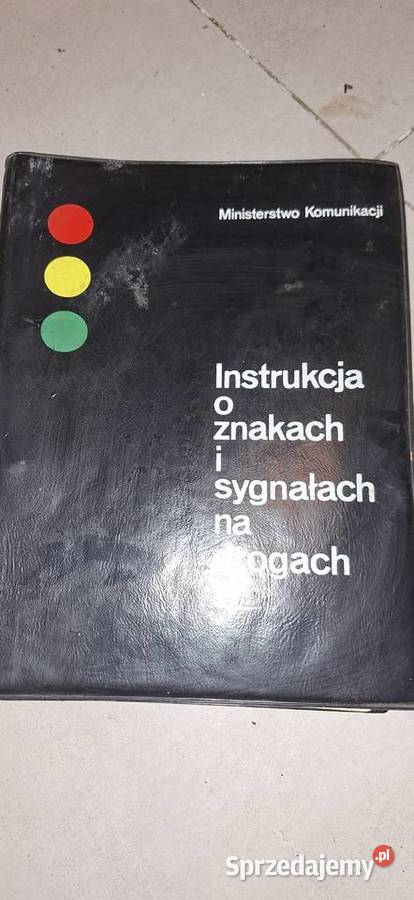 Ministerstwo Komunikacji
Instrukcja
o
znakach
i
sygnałach
na
drogach
Sprzedajemy.pl